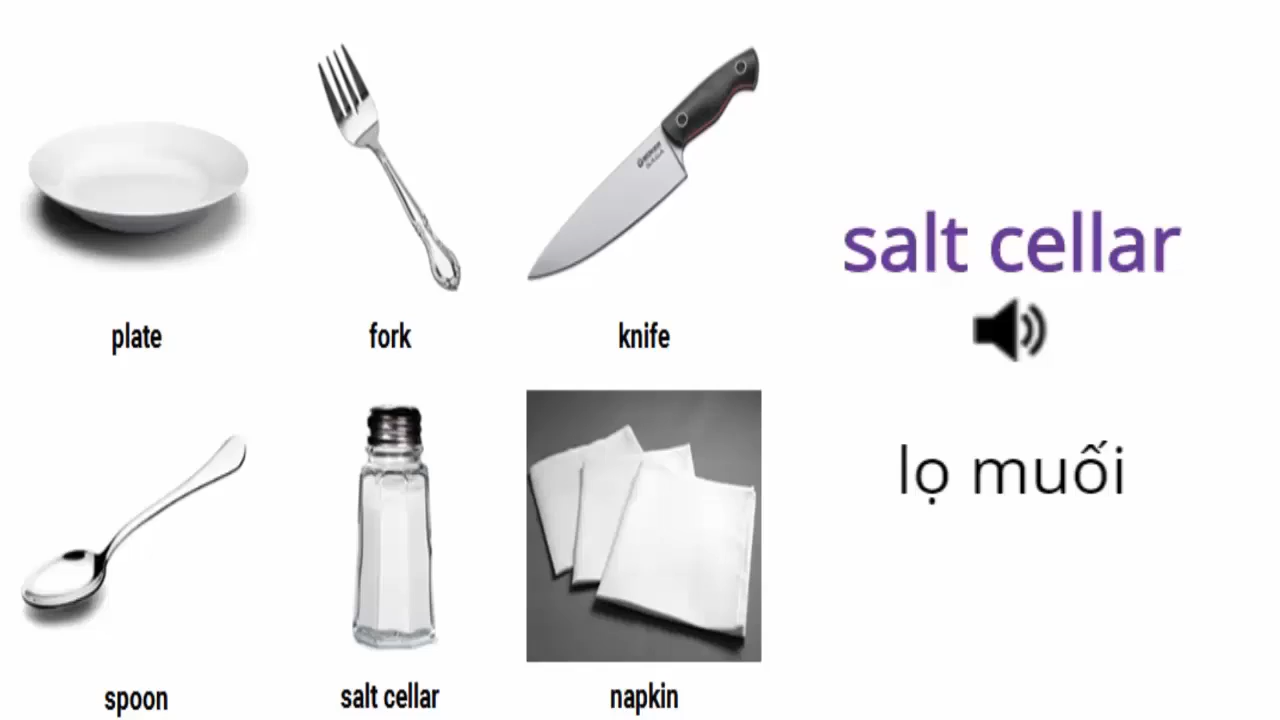 plate
fork
knife
spoon
salt cellar
napkin
salt cellar
lọ muối